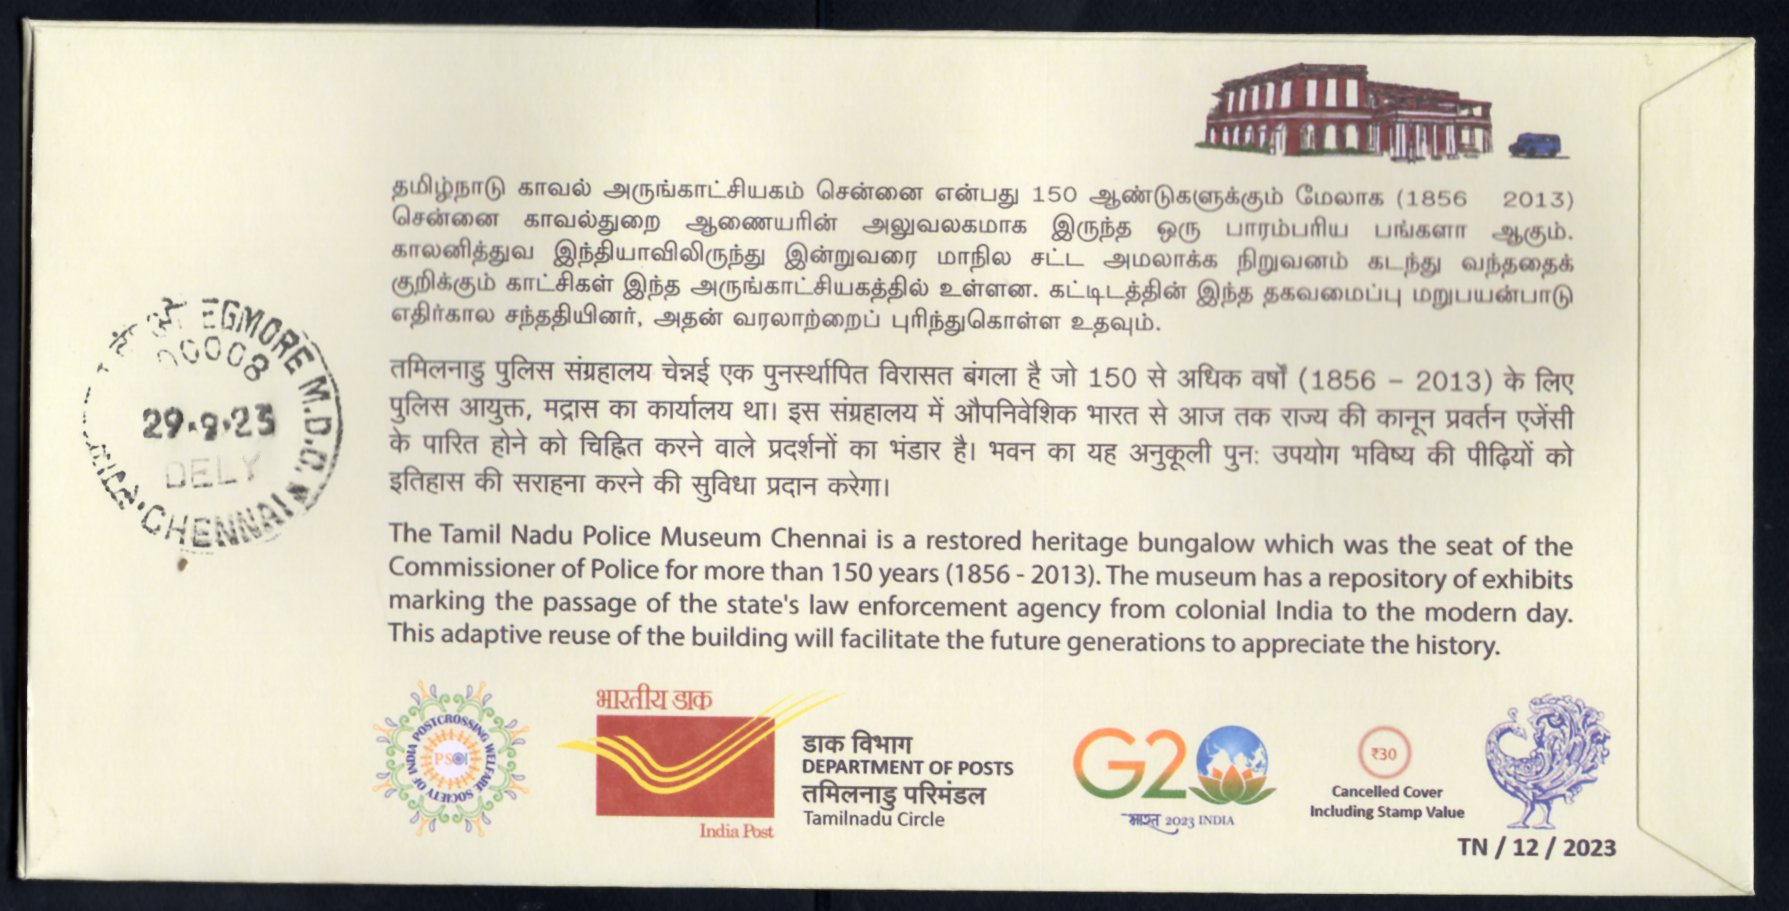 தமிழ்நாடு காவல் அருங்காட்சியகம் சென்னை என்பது 150 ஆண்டுகளுக்கும் மேலாக (1856 2013)
சென்னை காவல்துறை ஆணையரின் அலுவலகமாக இருந்த ஒரு பாரம்பரிய பங்களா ஆகும்.
காலனித்துவ இந்தியாவிலிருந்து இன்றுவரை மாநில சட்ட அமலாக்க நிறுவனம் கடந்து வந்ததைக்
குறிக்கும் காட்சிகள் இந்த அருங்காட்சியகத்தில் உள்ளன. கட்டிடத்தின் இந்த தகவமைப்பு மறுபயன்பாடு
எதிர்கால சந்ததியினர், அதன் வரலாற்றைப் புரிந்துகொள்ள உதவும்.
तमिलनाडु पुलिस संग्रहालय चेन्नई एक पुनर्स्थापित विरासत बंगला है जो 150 से अधिक वर्षों (1856 – 2013) के लिए
पुलिस आयुक्त, मद्रास का कार्यालय था। इस संग्रहालय में औपनिवेशिक भारत से आज तक राज्य की कानून प्रवर्तन एजेंसी
के पारित होने को चिह्नित करने वाले प्रदर्शनों का भंडार है। भवन का यह अनुकूली पुन: उपयोग भविष्य की पीढ़ियों को
इतिहास की सराहना करने की सुविधा प्रदान करेगा।
The Tamil Nadu Police Museum Chennai is a restored heritage bungalow which was the seat of the
Commissioner of Police for more than 150 years (1856 - 2013). The museum has a repository of exhibits
marking the passage of the state's law enforcement agency from colonial India to the modern day.
This adaptive reuse of the building will facilitate the future generations to appreciate the history.
EGMORE M.D.O.
00008
29.9.23
DELY
CHENNAI
POSTCROSSING WELFARE SOCIETY OF INDIA
PSOI
भारतीय डाक
India Post
डाक विभाग
DEPARTMENT OF POSTS
तमिलनाडु परिमंडल
Tamilnadu Circle
G20
भारत 2023 INDIA
₹30
Cancelled Cover
Including Stamp Value
TN / 12 / 2023